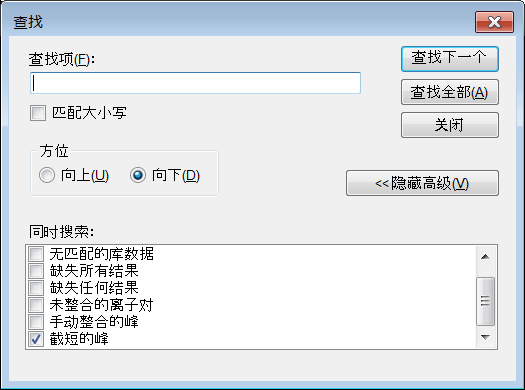 查找
查找项(F):
查找下一个
匹配大小写
查找全部(A)
关闭
方位
向上(U)
向下(D)
<<隐藏高级(V)
同时搜索:
无匹配的库数据
缺失所有结果
缺失任何结果
未整合的离子对
手动整合的峰
截短的峰